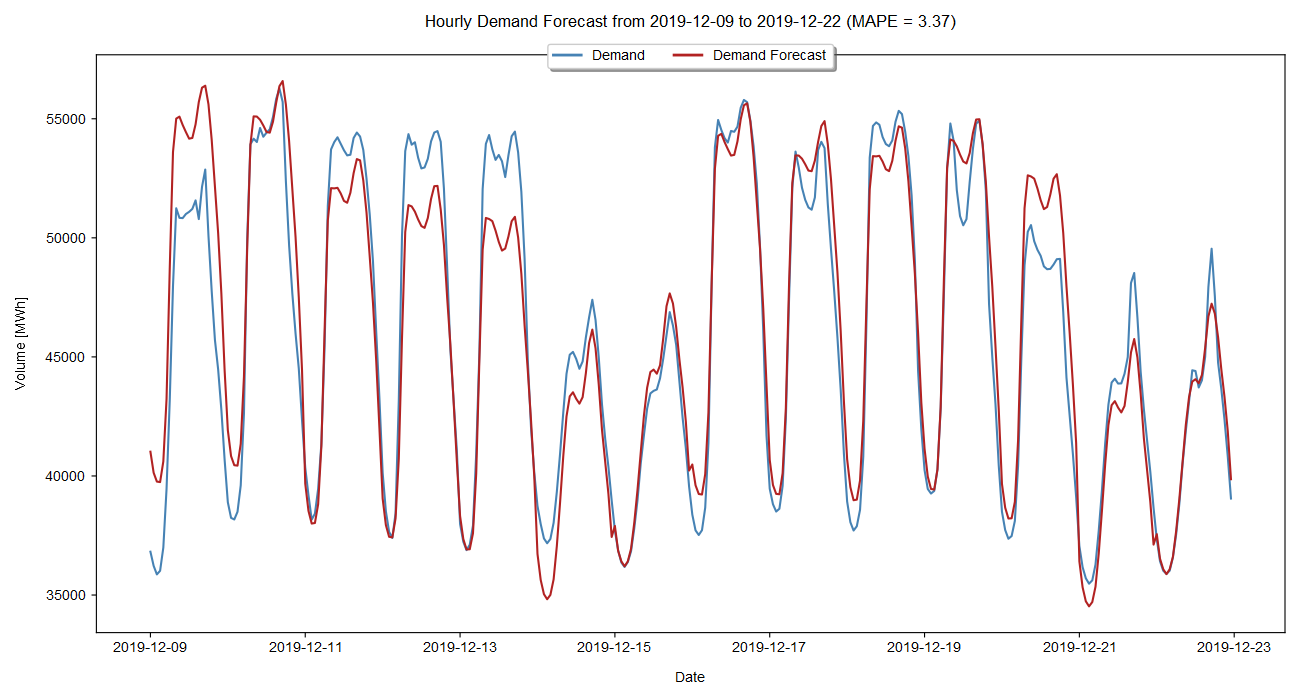 Hourly Demand Forecast from 2019-12-09 to 2019-12-22 (MAPE = 3.37)
Demand
Demand Forecast
55000
50000
45000
40000
35000
Volume [MWh]
2019-12-09
2019-12-11
2019-12-13
2019-12-15
2019-12-17
2019-12-19
2019-12-21
2019-12-23
Date